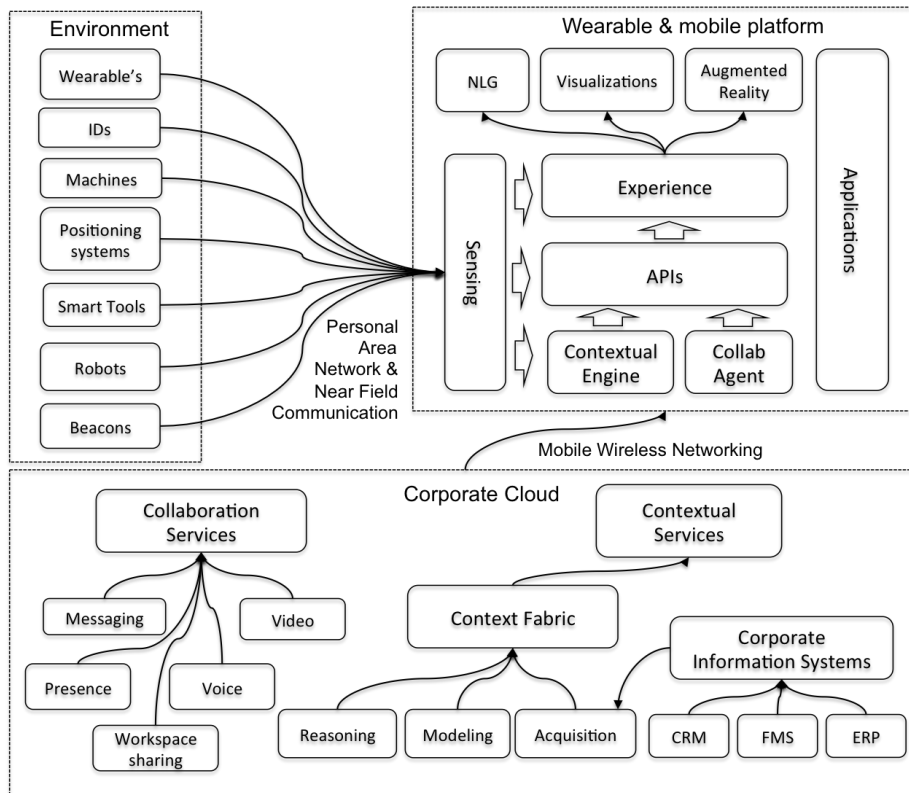 Environment
Wearable's
IDs
Machines
Positioning
systems
Smart Tools
Robots
Beacons
Personal
Area
Network &
Near Field
Communication
Wearable & mobile platform
NLG
Visualizations
Augmented
Reality
Sensing
Experience
APIs
Contextual
Engine
Collab
Agent
Applications
Mobile Wireless Networking
Corporate Cloud
Collaboration
Services
Messaging
Video
Presence
Voice
Workspace
sharing
Contextual
Services
Context Fabric
Reasoning
Modeling
Acquisition
Corporate
Information Systems
CRM
FMS
ERP